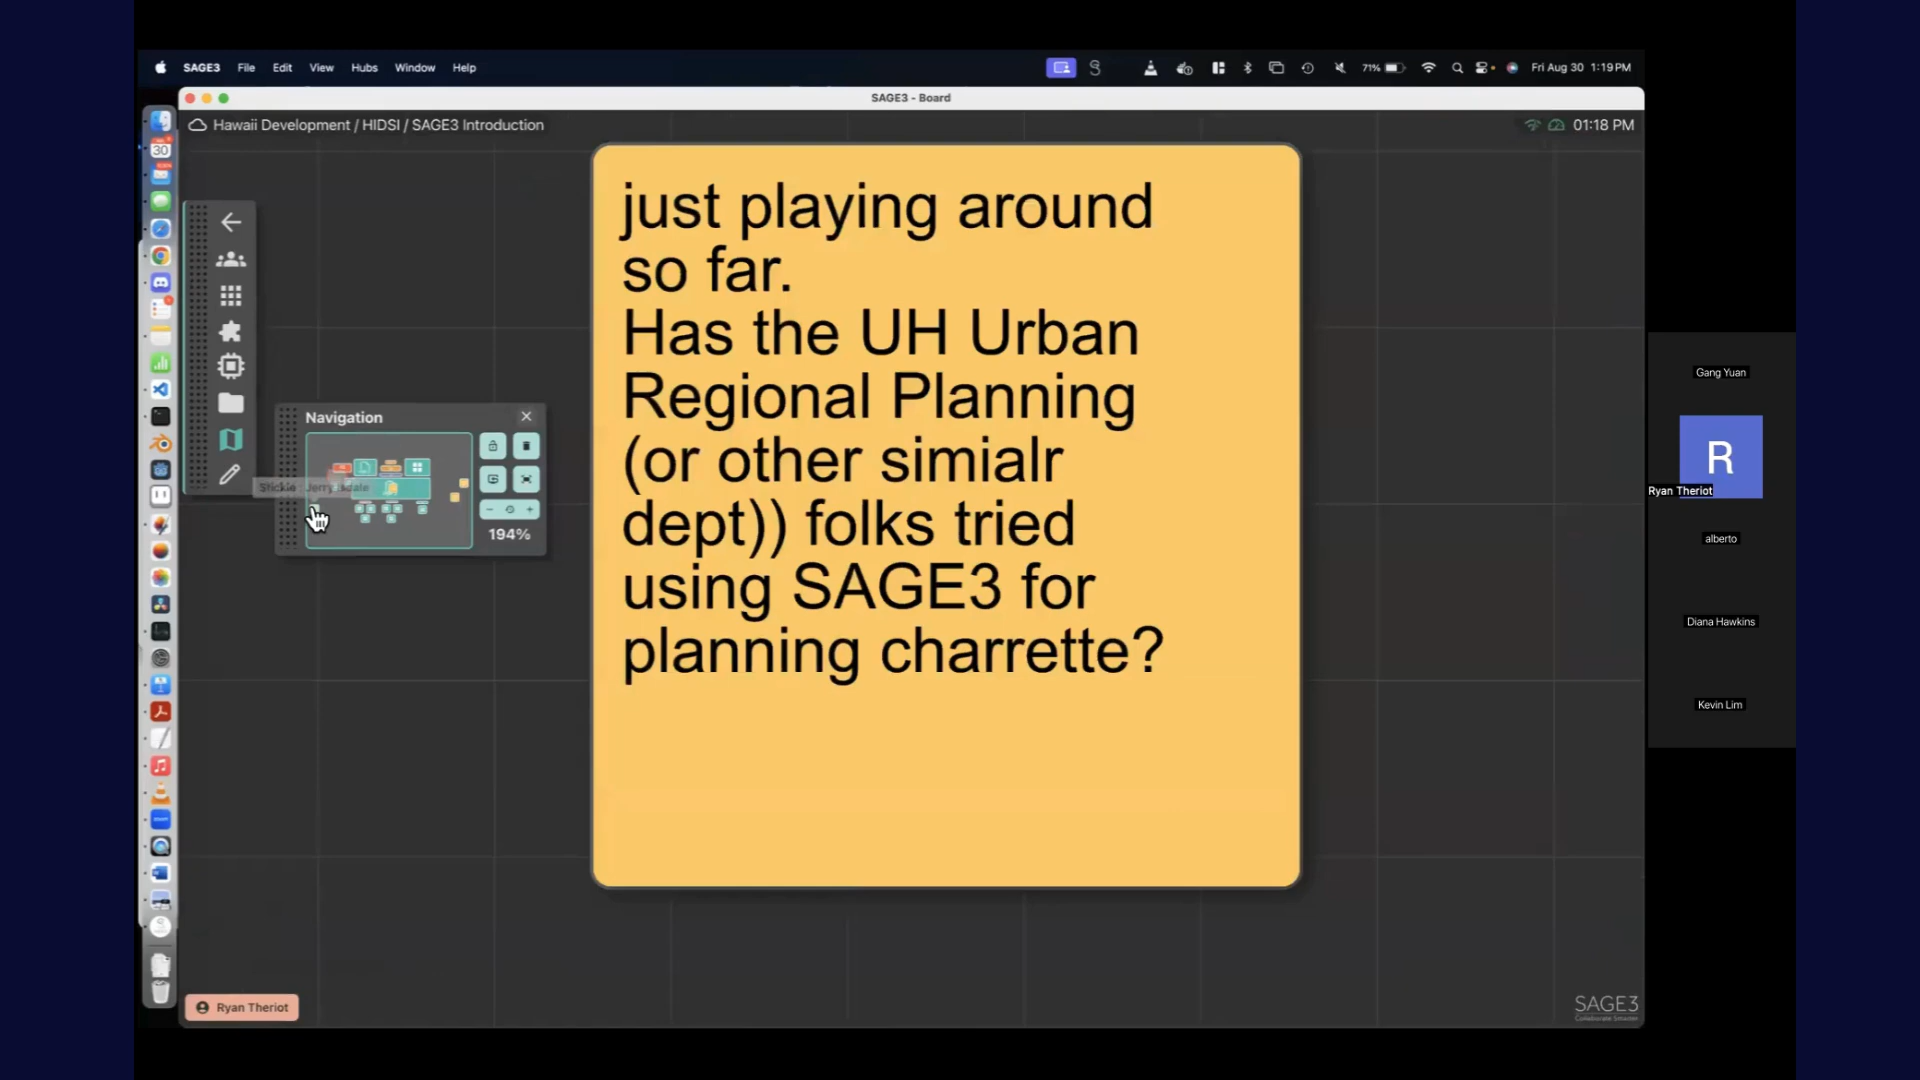 SAGE3 File Edit View Hubs Window Help
71% Fri Aug 30 1:19 PM
SAGE3 - Board
Hawaii Development / HIDSI / SAGE3 Introduction
01:18 PM
30
just playing around
so far.
Has the UH Urban
Regional Planning
(or other simialr
dept)) folks tried
using SAGE3 for
planning charrette?
Navigation
194%
Gang Yuan
R
Ryan Theriot
alberto
Diana Hawkins
Kevin Lim
Ryan Theriot
SAGE3